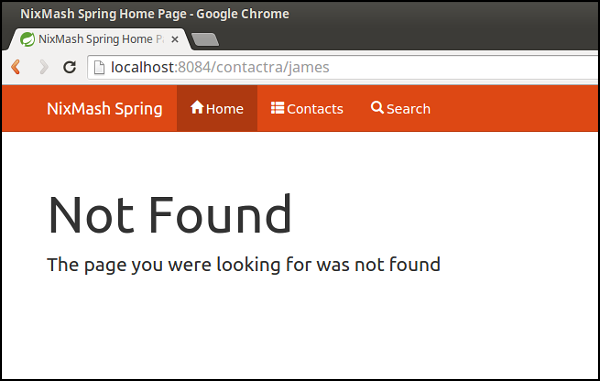 NixMash Spring Home Page - Google Chrome
NixMash Spring Home P
localhost:8084/contactra/james
NixMash Spring Home Contacts Search
Not Found
The page you were looking for was not found